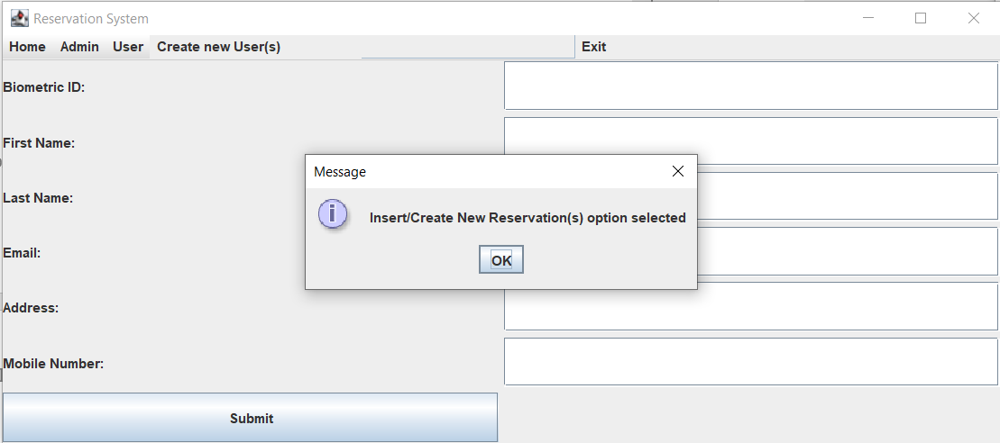 Reservation System
Home Admin User Create new User(s) Exit
Biometric ID:
First Name:
Message
Last Name:
Insert/Create New Reservation(s) option selected
Email:
OK
Address:
Mobile Number:
Submit